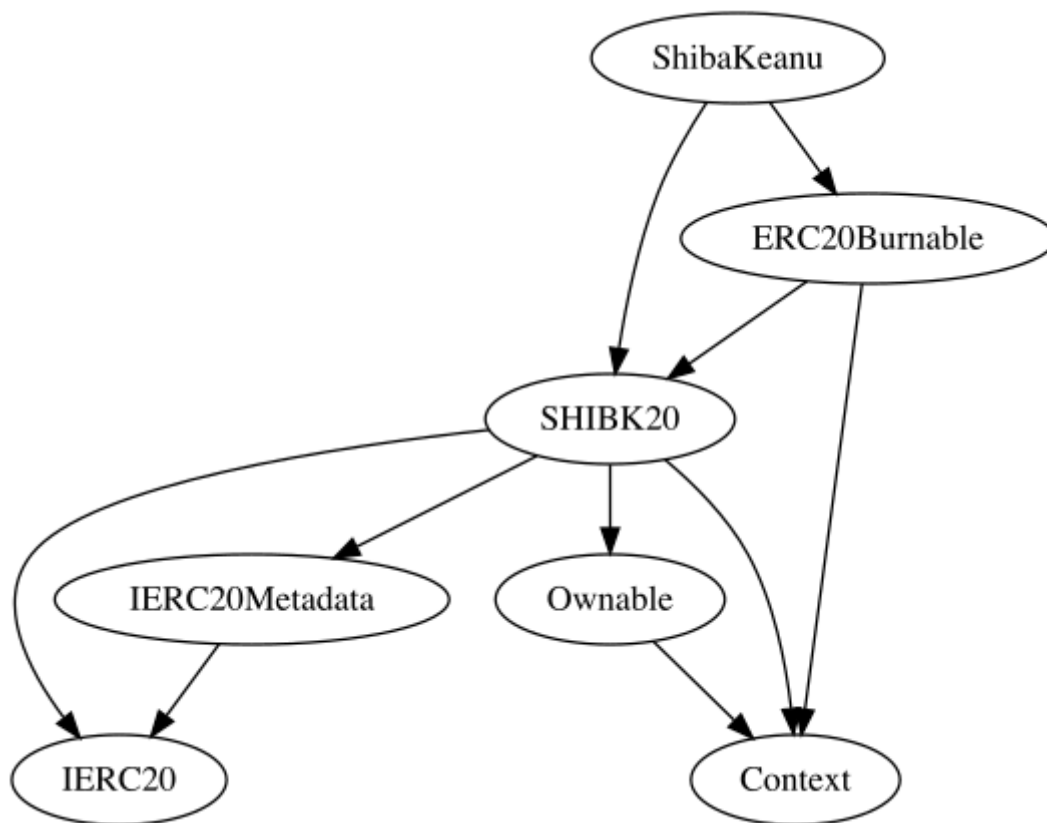 ShibaKeanu
ERC20Burnable
SHIBK20
IERC20Metadata
Ownable
IERC20
Context